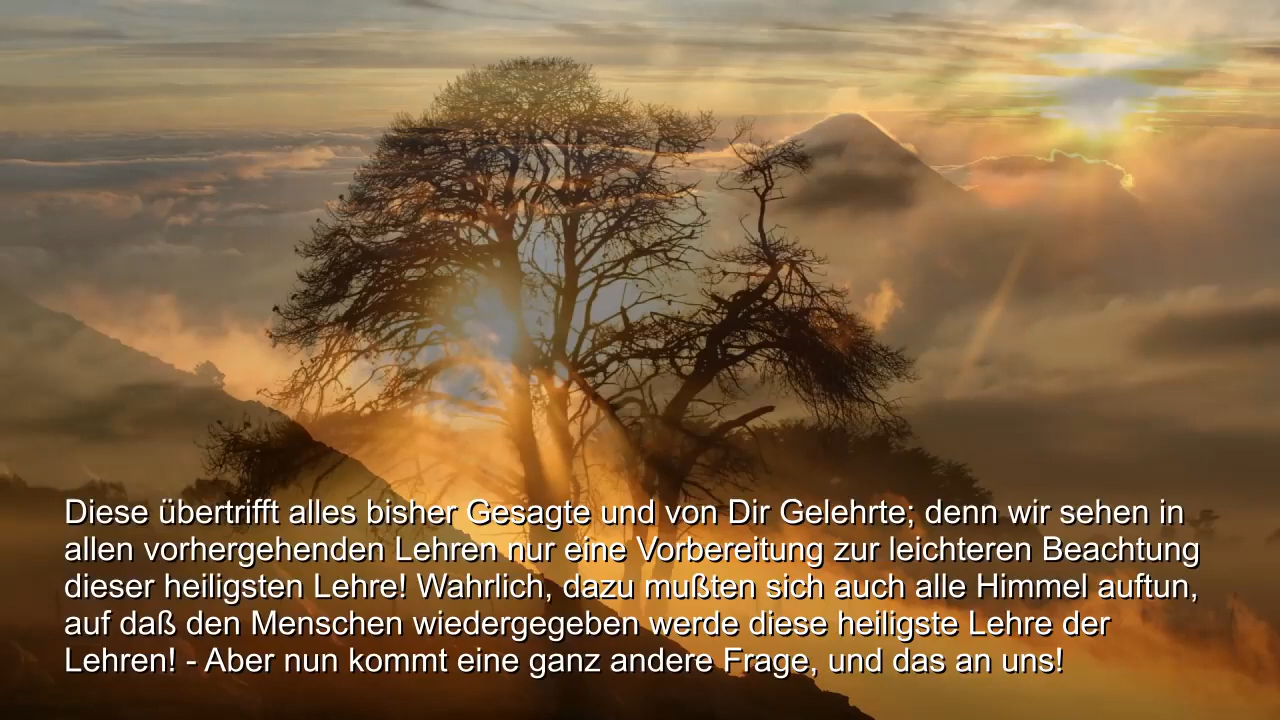 Diese übertrifft alles bisher Gesagte und von Dir Gelehrte; denn wir sehen in
allen vorhergehenden Lehren nur eine Vorbereitung zur leichteren Beachtung
dieser heiligsten Lehre! Wahrlich, dazu mußten sich auch alle Himmel auftun,
auf daß den Menschen wiedergegeben werde diese heiligste Lehre der
Lehren! - Aber nun kommt eine ganz andere Frage, und das an uns!